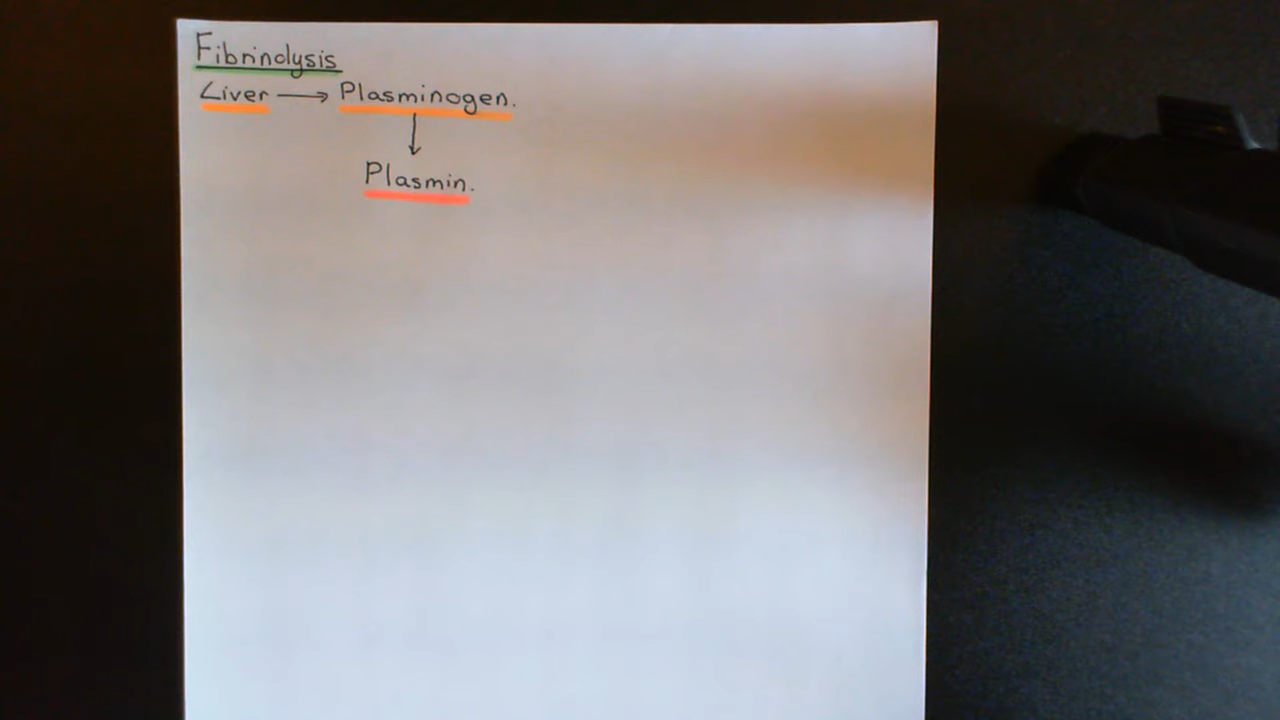 Fibrinolysis
Liver → Plasminogen.
↓
Plasmin.